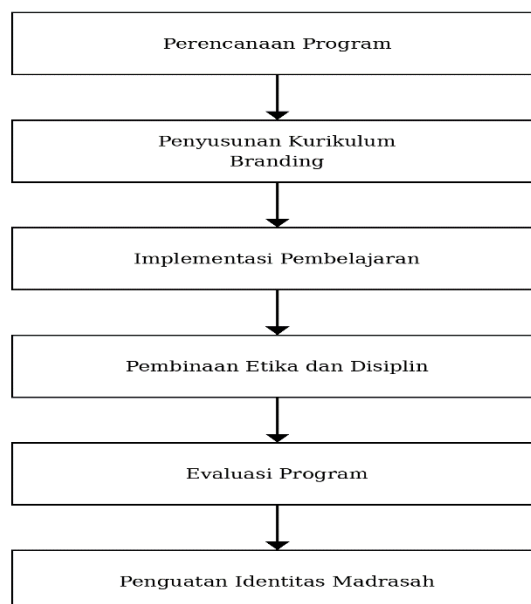 Perencanaan Program
Penyusunan Kurikulum
Branding
Implementasi Pembelajaran
Pembinaan Etika dan Disiplin
Evaluasi Program
Penguatan Identitas Madrasah